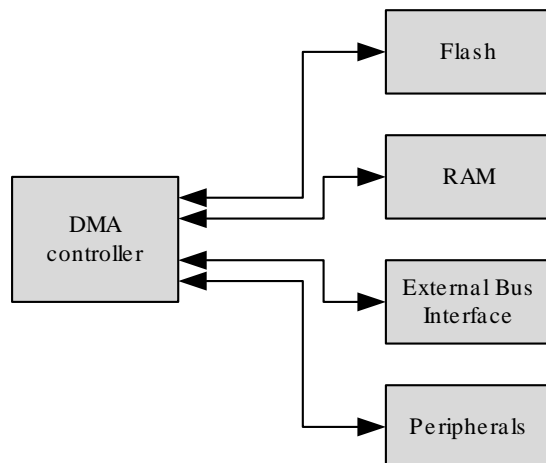 Flash
RAM
DMA
controller
External Bus
Interface
Peripherals